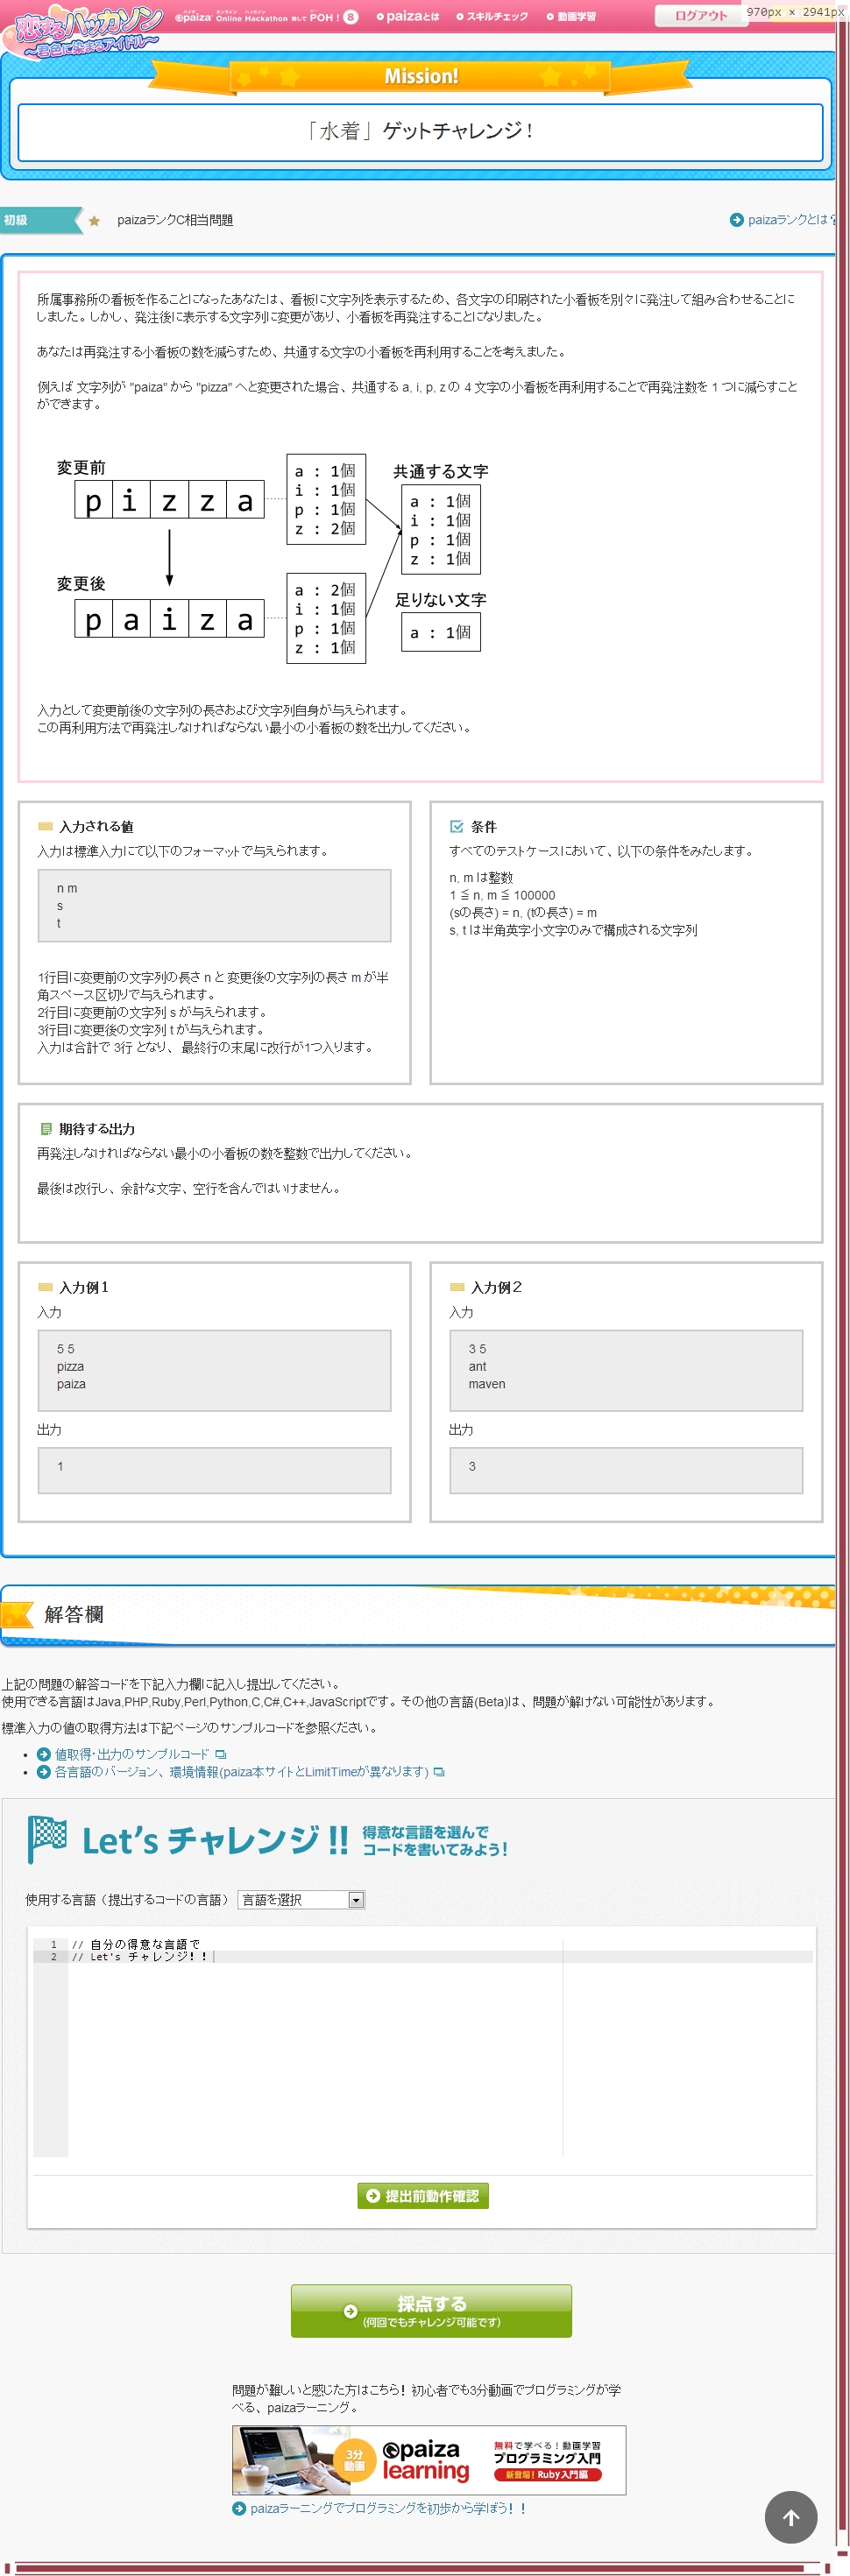 恋するハッカソン
～君色に染まるアイドル～
paiza Online Hackathon 略して POH! 8
paizaとは
スキルチェック
動画学習
ログアウト
970px × 2941px
Mission!
「水着」ゲットチャレンジ！
初級
paizaランクC相当問題
paizaランクとは？
所属事務所の看板を作ることになったあなたは、看板に文字列を表示するため、各文字の印刷された小看板を別々に発注して組み合わせることに
しました。しかし、発注後に表示する文字列に変更があり、小看板を再発注することになりました。
あなたは再発注する小看板の数を減らすため、共通する文字の小看板を再利用することを考えました。
例えば 文字列が "paiza" から "pizza" へと変更された場合、共通する a, i, p, z の 4 文字の小看板を再利用することで再発注数を 1 つに減らすこと
ができます。
変更前
p i z z a
a : 1個
i : 1個
p : 1個
z : 2個
共通する文字
a : 1個
i : 1個
p : 1個
z : 1個
変更後
p a i z a
a : 2個
i : 1個
p : 1個
z : 1個
足りない文字
a : 1個
入力として変更前後の文字列の長さおよび文字列自身が与えられます。
この再利用方法で再発注しなければならない最小の小看板の数を出力してください。
入力される値
入力は標準入力にて以下のフォーマットで与えられます。
n m
s
t
1行目に変更前の文字列の長さ n と 変更後の文字列の長さ m が半
角スペース区切りで与えられます。
2行目に変更前の文字列 s が与えられます。
3行目に変更後の文字列 t が与えられます。
入力は合計で 3行 となり、 最終行の末尾に改行が1つ入ります。
条件
すべてのテストケースにおいて、以下の条件をみたします。
n, m は整数
1 ≦ n, m ≦ 100000
(sの長さ) = n, (tの長さ) = m
s, t は半角英字小文字のみで構成される文字列
期待する出力
再発注しなければならない最小の小看板の数を整数で出力してください。
最後は改行し、余計な文字、空行を含んではいけません。
入力例１
入力
5 5
pizza
paiza
出力
1
入力例２
入力
3 5
ant
maven
出力
3
解答欄
上記の問題の解答コードを下記入力欄に記入し提出してください。
使用できる言語はJava,PHP,Ruby,Perl,Python,C,C#,C++,JavaScriptです。その他の言語(Beta)は、問題が解けない可能性があります。
標準入力の値の取得方法は下記ページのサンプルコードを参照ください。
値取得・出力のサンプルコード
各言語のバージョン、環境情報(paiza本サイトとLimitTimeが異なります)
Let's チャレンジ!! 得意な言語を選んで
コードを書いてみよう！
使用する言語（提出するコードの言語） 言語を選択
1 // 自分の得意な言語で
2 // Let's チャレンジ！！
提出前動作確認
採点する
(何回でもチャレンジ可能です)
問題が難しいと感じた方はこちら！初心者でも3分動画でプログラミングが学
べる、paizaラーニング。
3分
動画
paiza
learning
無料で学べる！動画学習
プログラミング入門
新登場！Ruby入門編
paizaラーニングでプログラミングを初歩から学ぼう！！